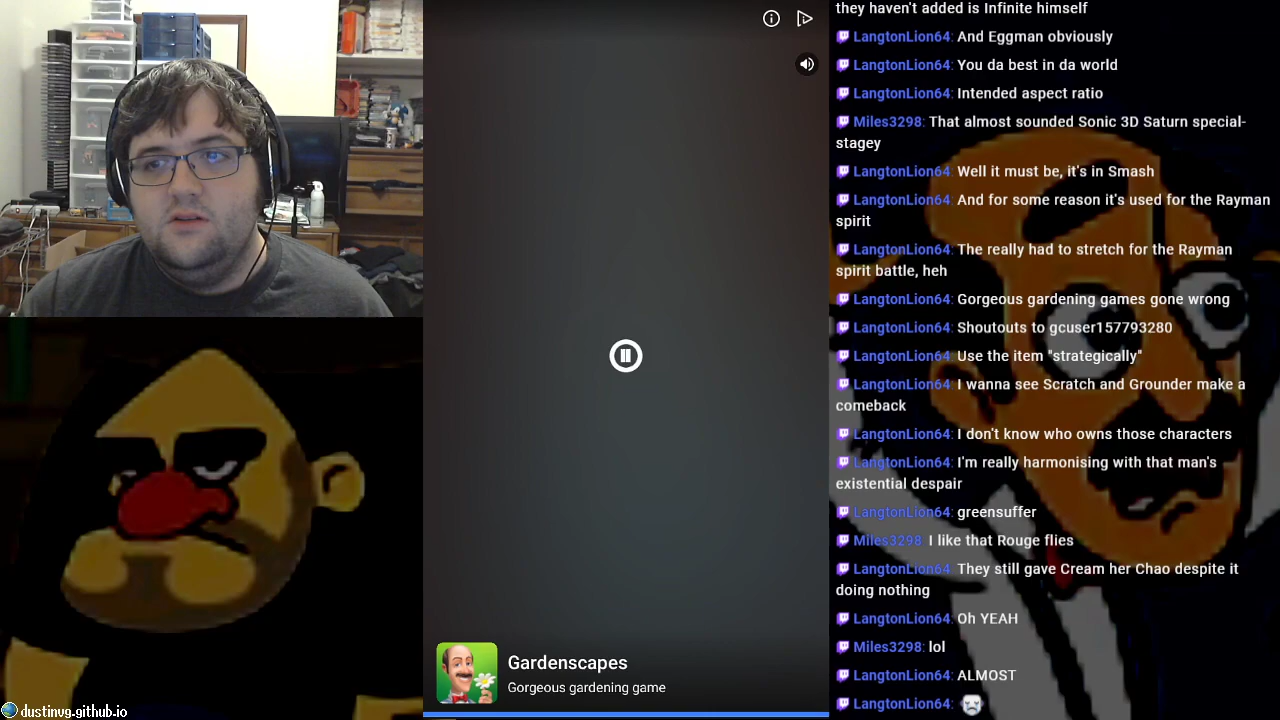 they haven't added is Infinite himself
LangtonLion64: And Eggman obviously
LangtonLion64: You da best in da world
LangtonLion64: Intended aspect ratio
Miles3298: That almost sounded Sonic 3D Saturn special-
stagey
LangtonLion64: Well it must be, it's in Smash
LangtonLion64: And for some reason it's used for the Rayman
spirit
LangtonLion64: The really had to stretch for the Rayman
spirit battle, heh
LangtonLion64: Gorgeous gardening games gone wrong
LangtonLion64: Shoutouts to gcuser157793280
LangtonLion64: Use the item "strategically"
LangtonLion64: I wanna see Scratch and Grounder make a
comeback
LangtonLion64: I don't know who owns those characters
LangtonLion64: I'm really harmonising with that man's
existential despair
LangtonLion64: greensuffer
Miles3298: I like that Rouge flies
LangtonLion64: They still gave Cream her Chao despite it
doing nothing
LangtonLion64: Oh YEAH
Miles3298: lol
LangtonLion64: ALMOST
LangtonLion64:
Gardenscapes
Gorgeous gardening game
dustinvg.github.io